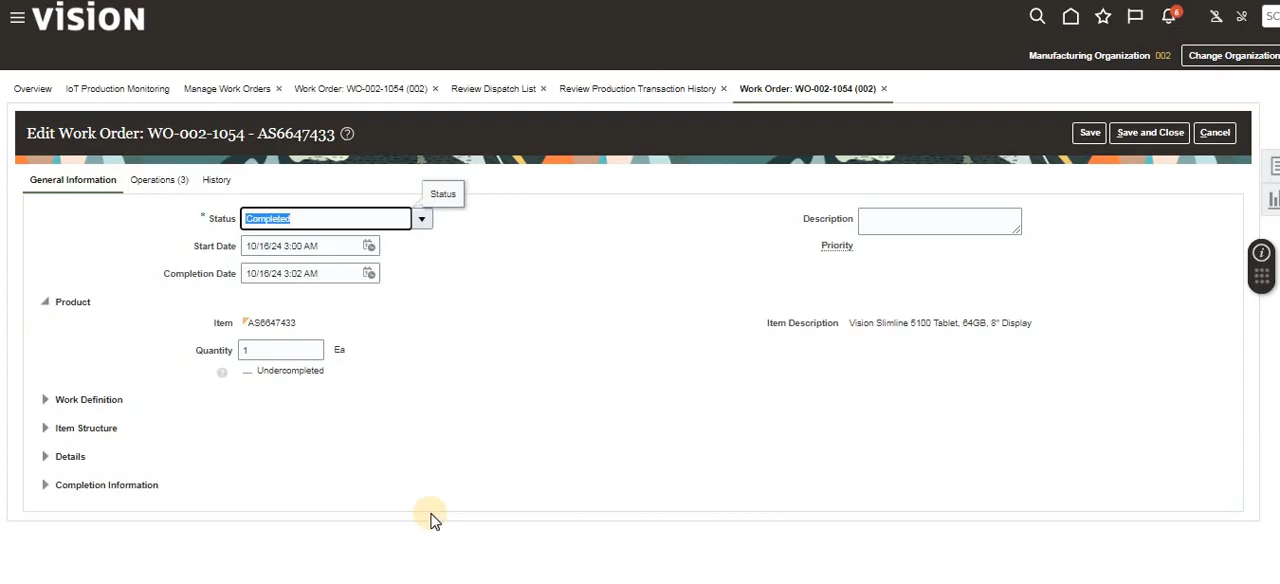 vision
6
SC
Manufacturing Organization 002 Change Organization
Overview IoT Production Monitoring Manage Work Orders × Work Order: WO-002-1054 (002) × Review Dispatch List × Review Production Transaction History × Work Order: WO-002-1054 (002) ×
Edit Work Order: WO-002-1054 - AS6647433 ? Save Save and Close Cancel
General Information Operations (3) History
Status
* Status Completed Description
Start Date 10/16/24 3:00 AM Priority
Completion Date 10/16/24 3:02 AM
Product
Item AS6647433 Item Description Vision Slimline 5100 Tablet, 64GB, 8" Display
Quantity 1 Ea
Undercompleted
Work Definition
Item Structure
Details
Completion Information